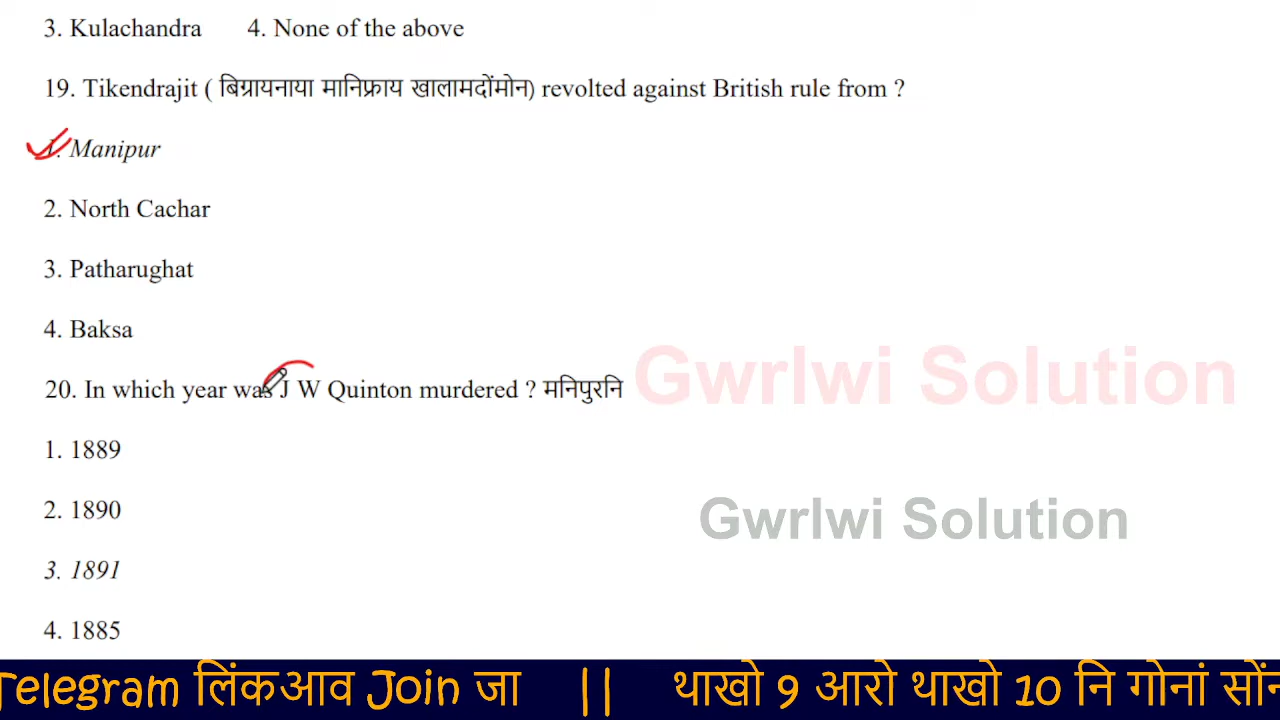 3. Kulachandra 4. None of the above
19. Tikendrajit ( बिग्रायनाया मानिफ्राय खालामदोंमोन) revolted against British rule from ?
1. Manipur
2. North Cachar
3. Patharughat
4. Baksa
20. In which year was J W Quinton murdered ? मनिपुरनि
Gwrlwi Solution
1. 1889
2. 1890
Gwrlwi Solution
3. 1891
4. 1885
Telegram लिंकआव Join जा || थाखो 9 आरो थाखो 10 नि गोनां सोंन